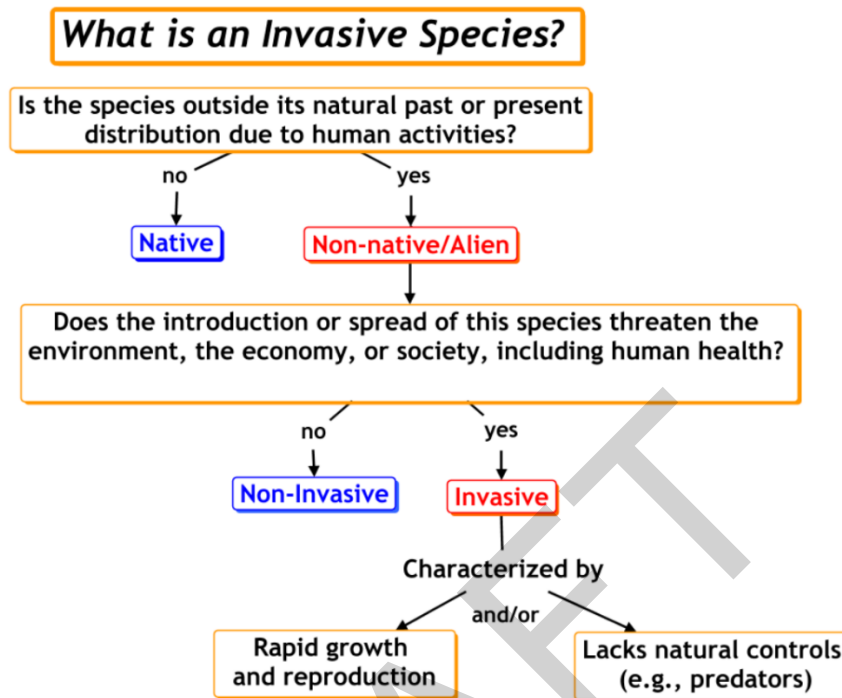 What is an Invasive Species?
Is the species outside its natural past or present
distribution due to human activities?
no
yes
Native
Non-native/Alien
Does the introduction or spread of this species threaten the
environment, the economy, or society, including human health?
no
yes
Non-Invasive
Invasive
Characterized by
and/or
Rapid growth
and reproduction
Lacks natural controls
(e.g., predators)